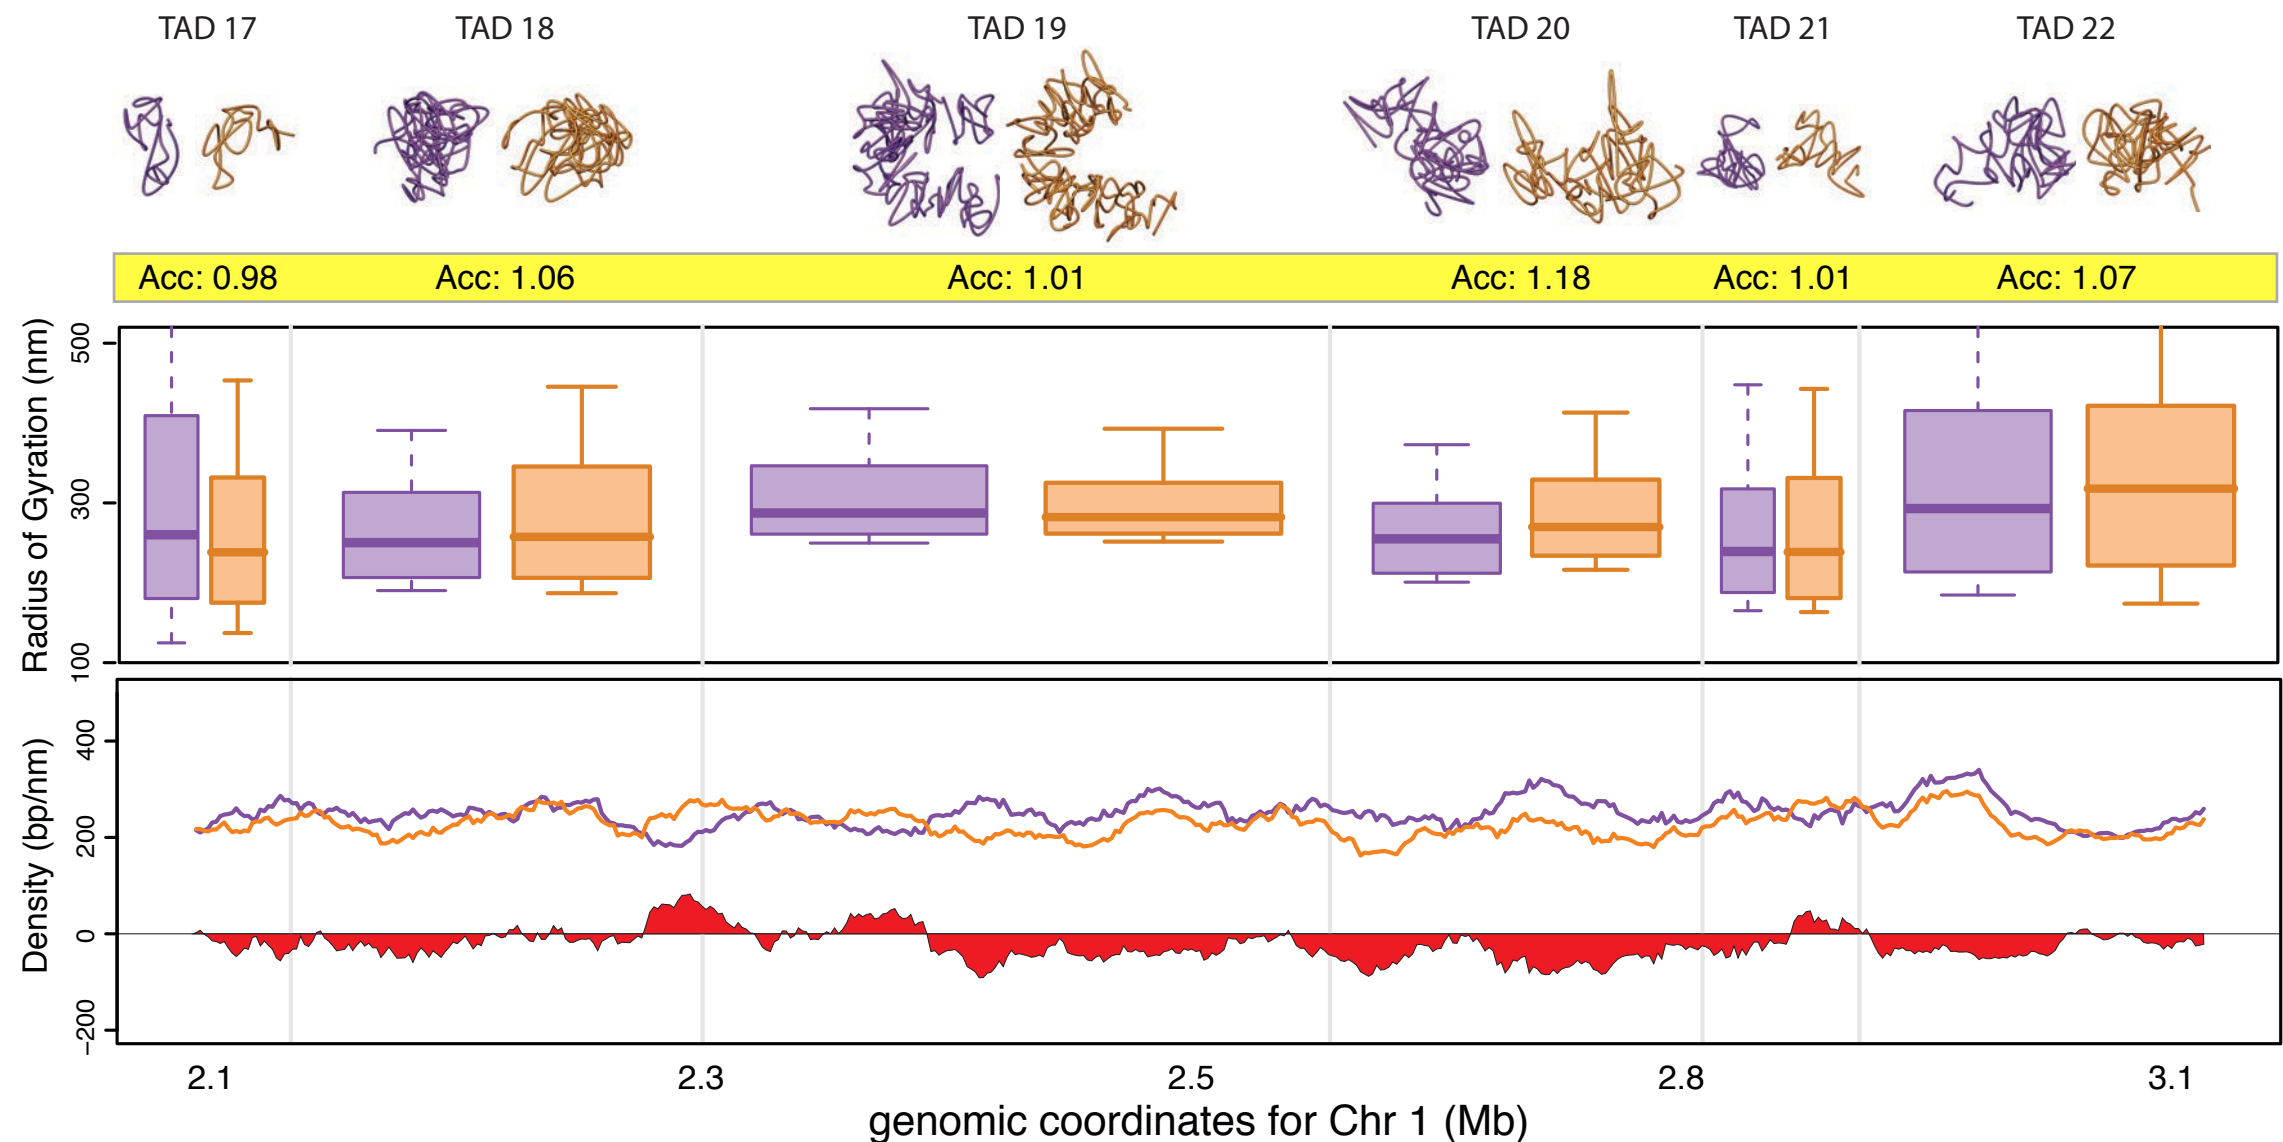 TAD 17 TAD 18 TAD 19 TAD 20 TAD 21 TAD 22
Acc: 0.98 Acc: 1.06 Acc: 1.01 Acc: 1.18 Acc: 1.01 Acc: 1.07
Radius of Gyration (nm)
500
300
100
Density (bp/nm)
400
200
0
−200
2.1 2.3 2.5 2.8 3.1
genomic coordinates for Chr 1 (Mb)